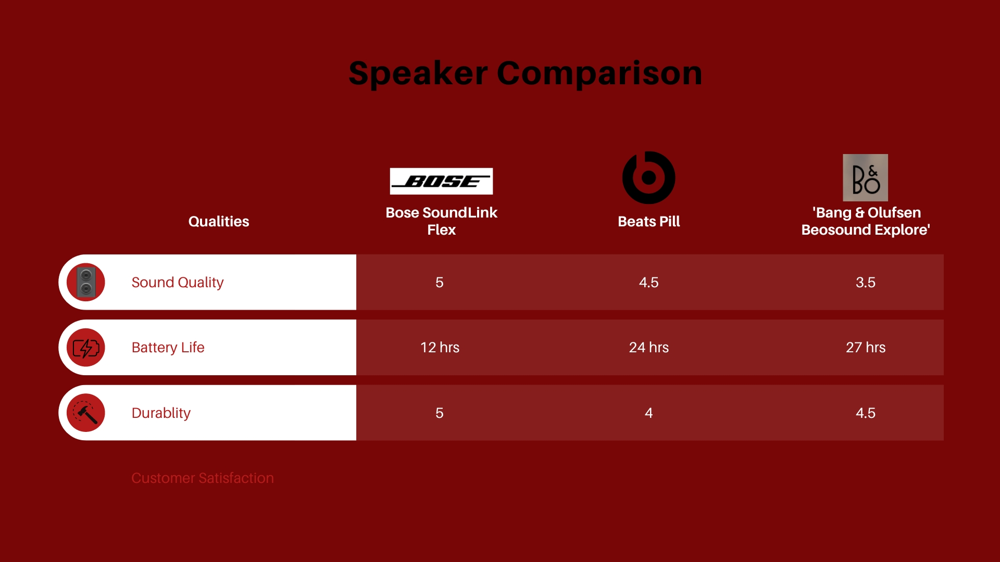 Speaker Comparison
BOSE
B&O
Qualities
Bose SoundLink
Flex
Beats Pill
'Bang & Olufsen
Beosound Explore'
Sound Quality
5
4.5
3.5
Battery Life
12 hrs
24 hrs
27 hrs
Durablity
5
4
4.5
Customer Satisfaction